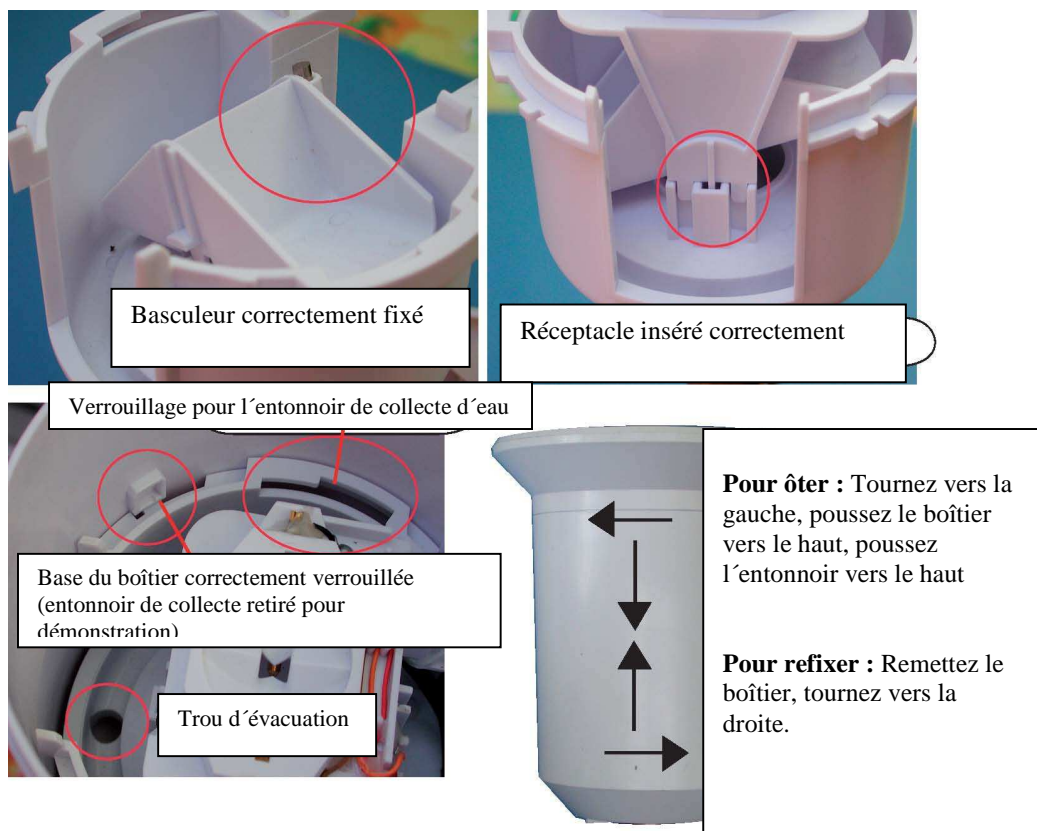 Basculeur correctement fixé
Réceptacle inséré correctement
Verrouillage pour l´entonnoir de collecte d´eau
Base du boîtier correctement verrouillée
(entonnoir de collecte retiré pour
démonstration)
Trou d´évacuation
Pour ôter : Tournez vers la
gauche, poussez le boîtier
vers le haut, poussez
l´entonnoir vers le haut
Pour refixer : Remettez le
boîtier, tournez vers la
droite.